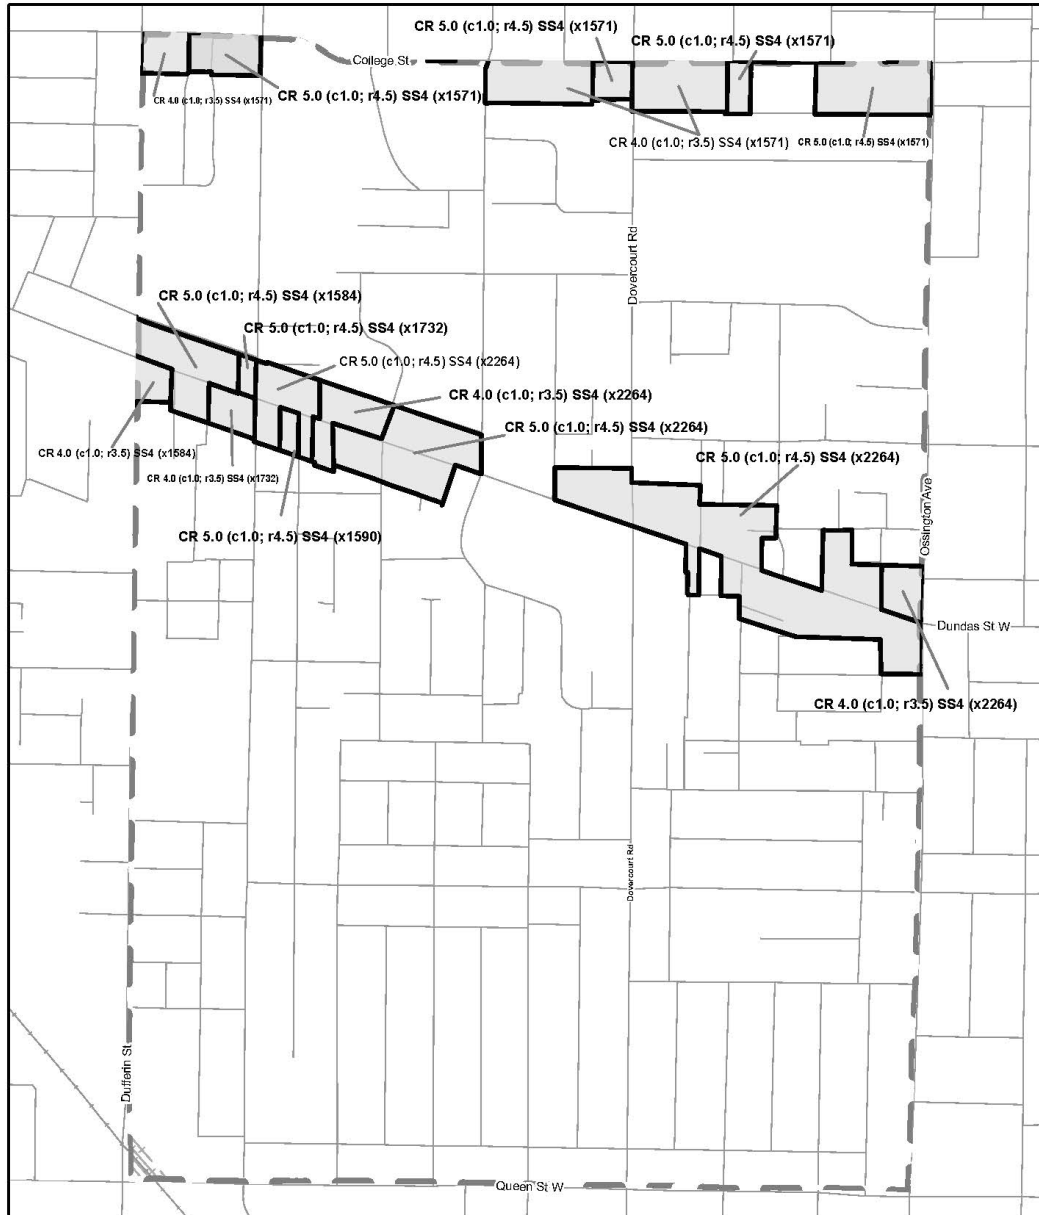 CR 5.0 (c1.0; r4.5) SS4 (x1571)
CR 5.0 (c1.0; r4.5) SS4 (x1571)
College St
CR 4.0 (c1.0; r3.5) SS4 (x1571)
CR 5.0 (c1.0; r4.5) SS4 (x1571)
CR 4.0 (c1.0; r3.5) SS4 (x1571)
CR 5.0 (c1.0; r4.5) SS4 (x1571)
Dovercourt Rd
CR 5.0 (c1.0; r4.5) SS4 (x1584)
CR 5.0 (c1.0; r4.5) SS4 (x1732)
CR 5.0 (c1.0; r4.5) SS4 (x2264)
CR 4.0 (c1.0; r3.5) SS4 (x2264)
CR 5.0 (c1.0; r4.5) SS4 (x2264)
CR 4.0 (c1.0; r3.5) SS4 (x1584)
CR 5.0 (c1.0; r4.5) SS4 (x2264)
CR 4.0 (c1.0; r3.5) SS4 (x1732)
Ossington Ave
CR 5.0 (c1.0; r4.5) SS4 (x1590)
Dundas St W
CR 4.0 (c1.0; r3.5) SS4 (x2264)
Dovercourt Rd
Dufferin St
Queen St W